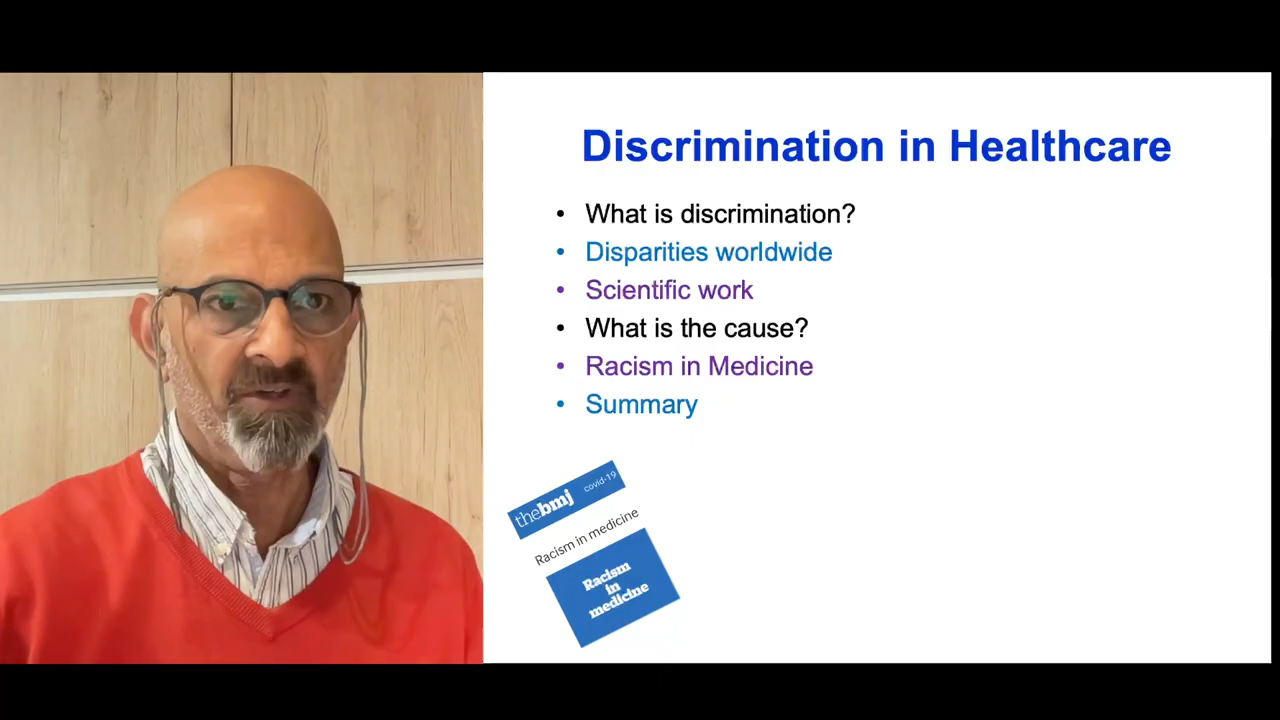 Discrimination in Healthcare
• What is discrimination?
• Disparities worldwide
• Scientific work
• What is the cause?
• Racism in Medicine
• Summary
thebmj covid-19
Racism in medicine
Racism
in
medicine